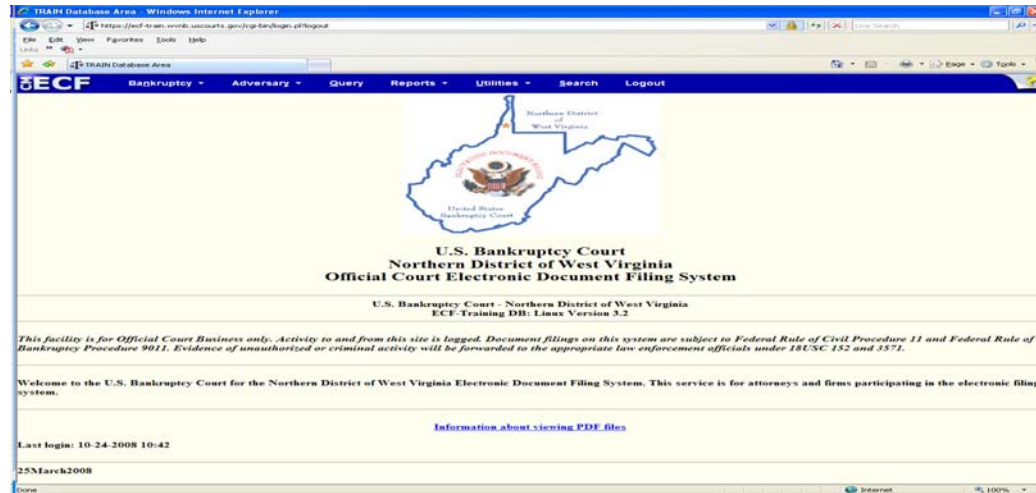 TRAIN Database Area - Windows Internet Explorer
https://ecf-train.wvnb.uscourts.gov/cgi-bin/login.pl?logout
Live Search
File Edit View Favorites Tools Help
Links
TRAIN Database Area
Page Tools
ECF Bankruptcy Adversary Query Reports Utilities Search Logout ?
Northern District
of
West Virginia
ELECTRONIC DOCUMENT FILING
United States
Bankruptcy Court
U.S. Bankruptcy Court
Northern District of West Virginia
Official Court Electronic Document Filing System
U.S. Bankruptcy Court - Northern District of West Virginia
ECF-Training DB: Linux Version 3.2
This facility is for Official Court Business only. Activity to and from this site is logged. Document filings on this system are subject to Federal Rule of Civil Procedure 11 and Federal Rule of
Bankruptcy Procedure 9011. Evidence of unauthorized or criminal activity will be forwarded to the appropriate law enforcement officials under 18USC 152 and 3571.
Welcome to the U.S. Bankruptcy Court for the Northern District of West Virginia Electronic Document Filing System. This service is for attorneys and firms participating in the electronic filing
system.
Information about viewing PDF files
Last login: 10-24-2008 10:42
25March2008
Done Internet 100%